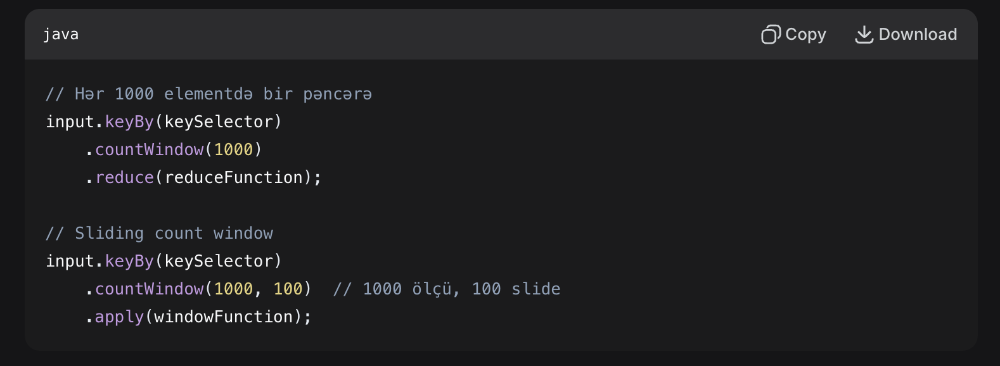 java
Copy
Download
// Hər 1000 elementdə bir pəncərə
input.keyBy(keySelector)
    .countWindow(1000)
    .reduce(reduceFunction);
// Sliding count window
input.keyBy(keySelector)
    .countWindow(1000, 100)  // 1000 ölçü, 100 slide
    .apply(windowFunction);